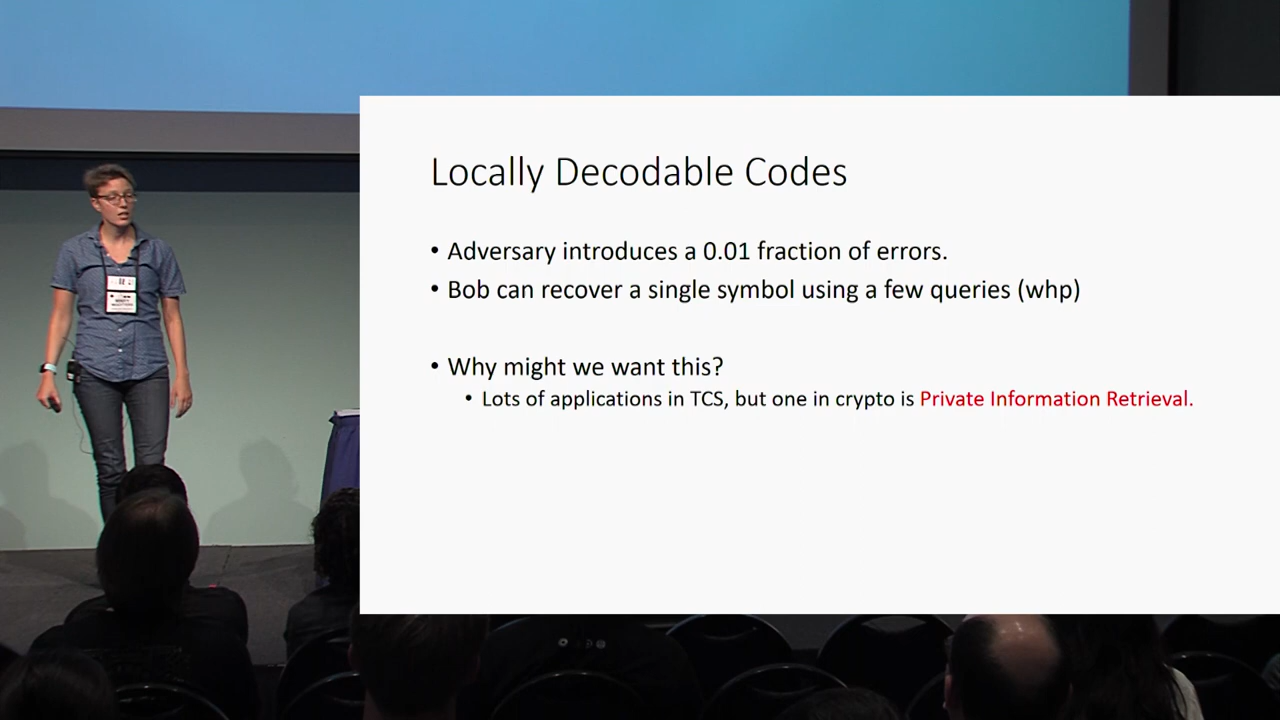 Locally Decodable Codes
• Adversary introduces a 0.01 fraction of errors.
• Bob can recover a single symbol using a few queries (whp)
• Why might we want this?
• Lots of applications in TCS, but one in crypto is Private Information Retrieval.